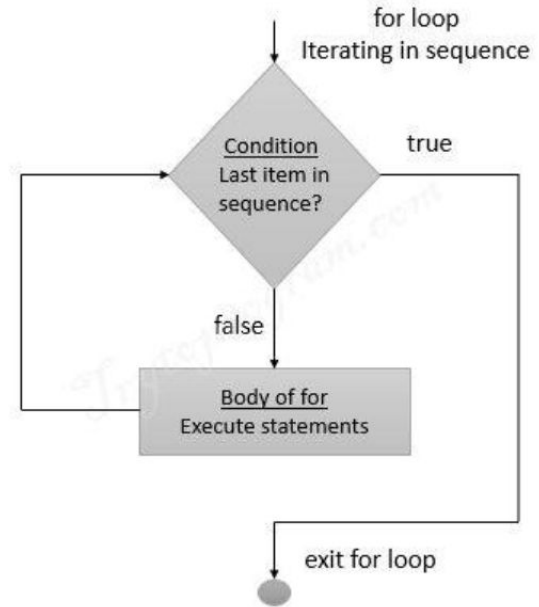 for loop
Iterating in sequence
Condition
Last item in
sequence?
true
false
Body of for
Execute statements
exit for loop